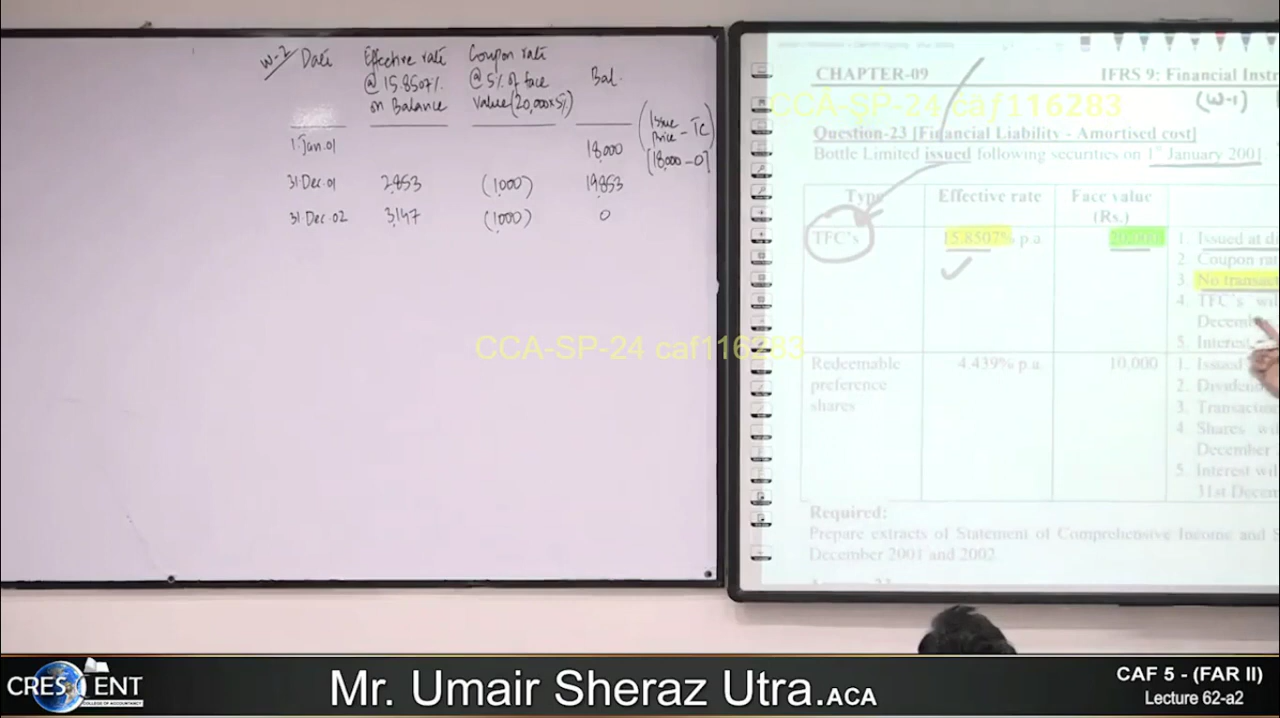 W-2 Date Effective rate Coupon rate Bal.
@ 15.8507% @ 5% of face
on Balance value (20,000x5%)
1.Jan.01 18,000 (Issue Price - TC)
[18,000-0]
31.Dec.01 2,853 (1,000) 19,853
31.Dec.02 3,147 (1,000) 0
CHAPTER-09 IFRS 9: Financial Instr
CCA-SP-24 caf116283
(W-1)
Question-23 [Financial Liability - Amortised cost]
Bottle Limited issued following securities on 1st January 2001
Type Effective rate Face value
(Rs.)
TFC's 15.8507% p.a. 20,000 1. Issued at d
2. Coupon rat
3. No transact
4. TFC's wi
Decemb
5. Interest
CCA-SP-24 caf116283
Redeemable preference shares 4.439% p.a. 10,000 1. Issued
2. Dividend
3. Transactio
4. Shares wi
December
5. Interest wil
31st Decem
Required:
Prepare extracts of Statement of Comprehensive Income and S
December 2001 and 2002.
CRESCENT
COLLEGE OF ACCOUNTANCY
Mr. Umair Sheraz Utra.ACA
CAF 5 - (FAR II)
Lecture 62-a2